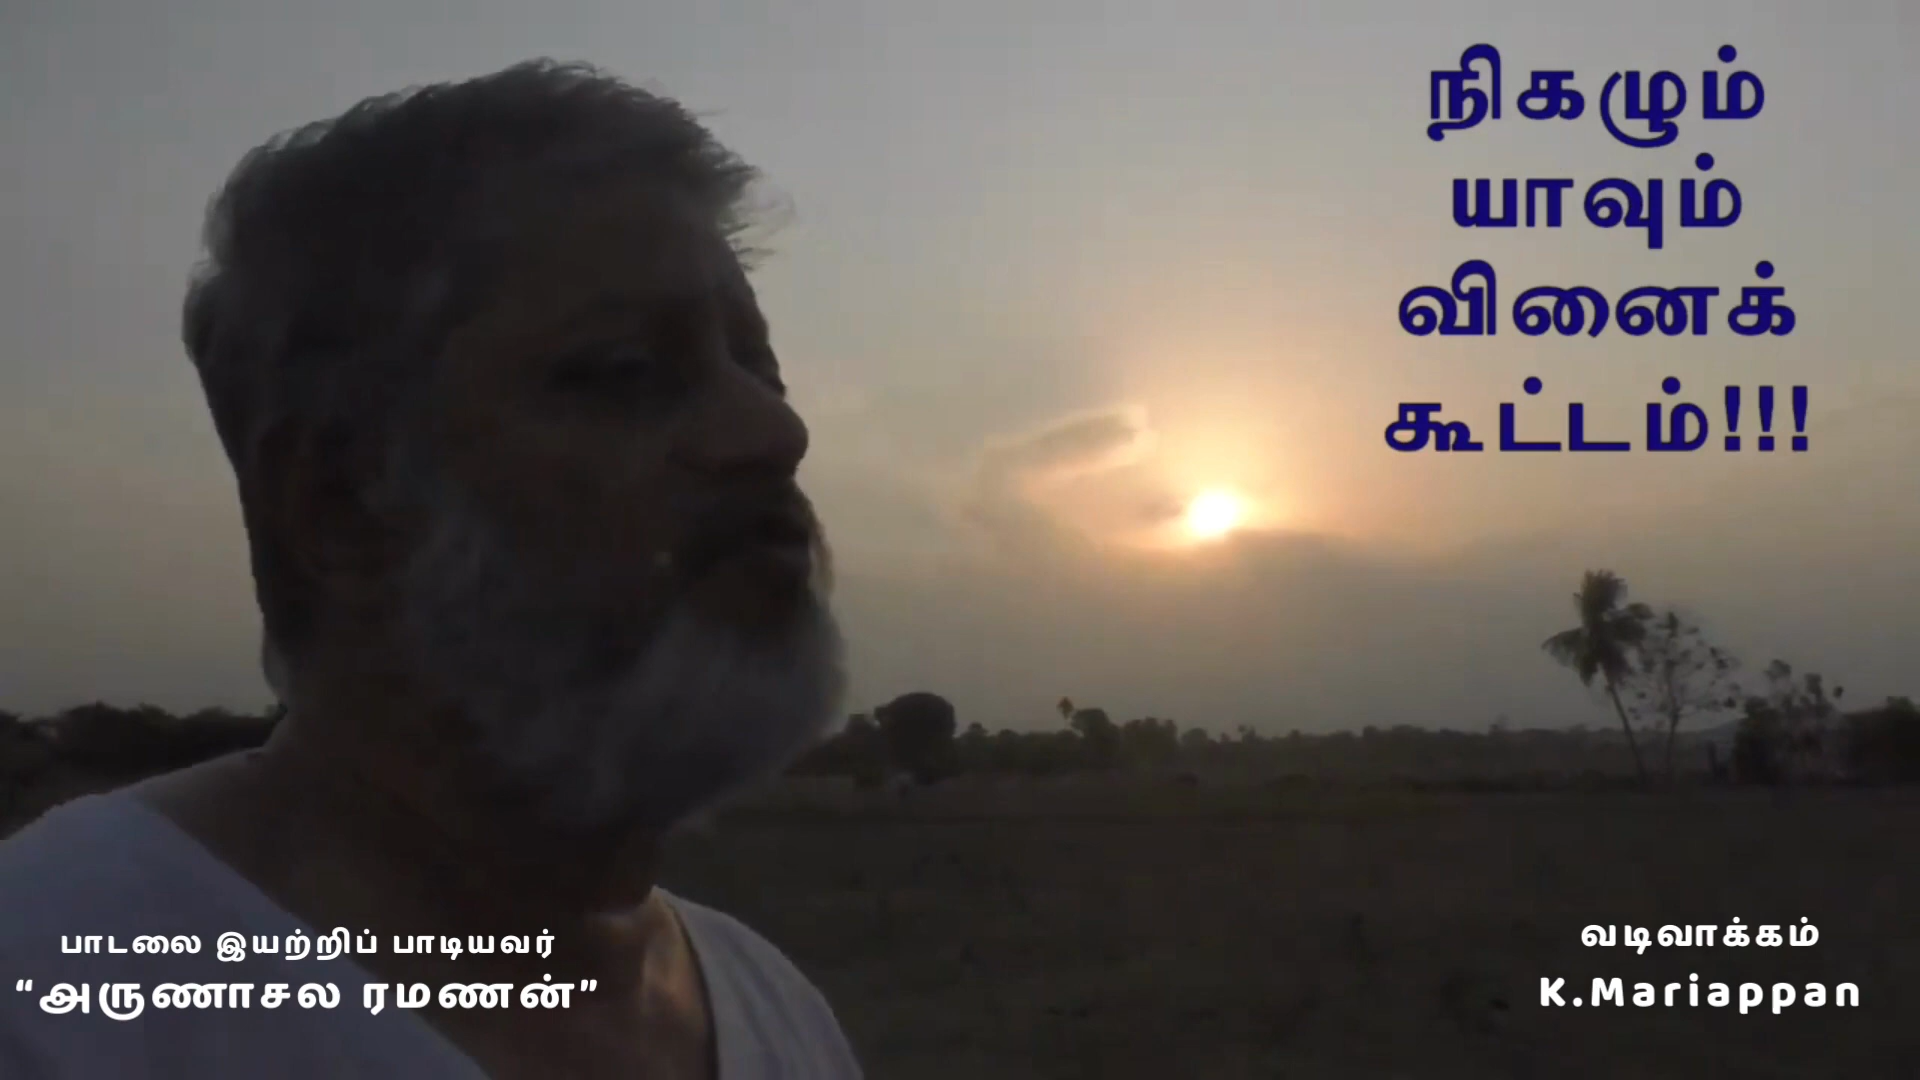 நிகழும்
யாவும்
வினைக்
கூட்டம்!!!
பாடலை இயற்றிப் பாடியவர்
“அருணாசல ரமணன்”
வடிவாக்கம்
K.Mariappan